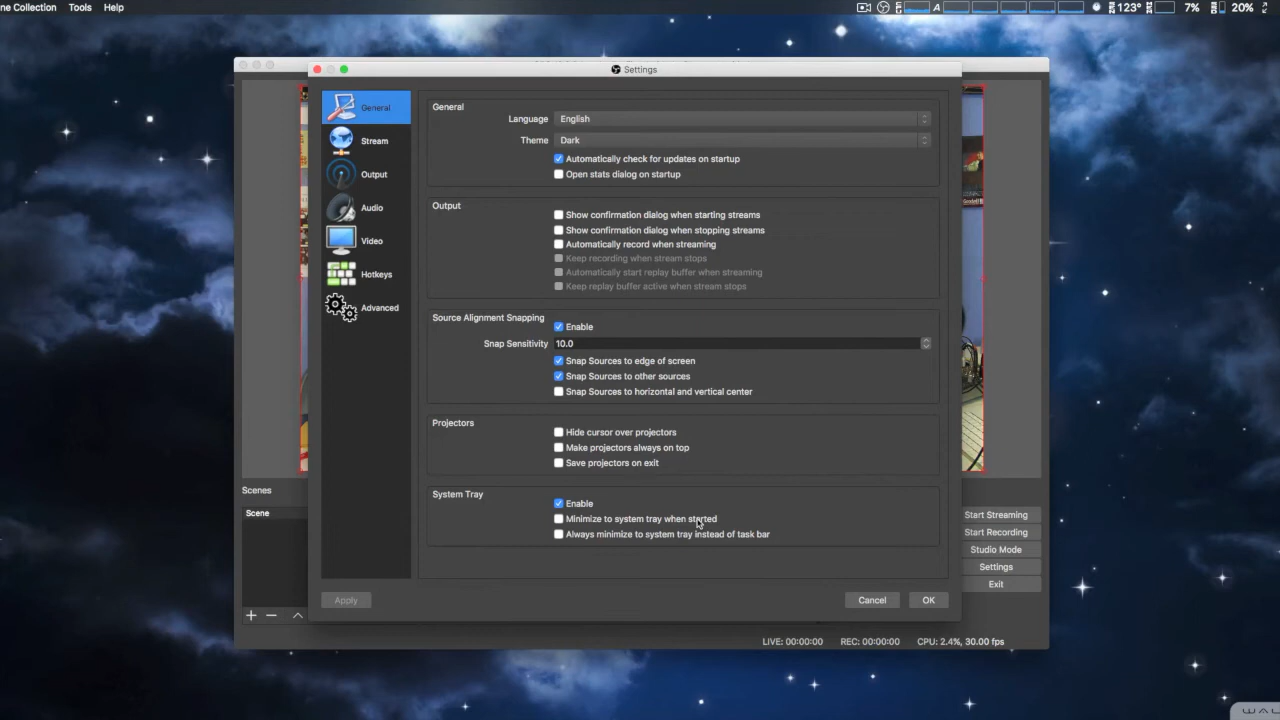 ne Collection Tools Help
123° 7% 20%
Settings
General
Stream
Output
Audio
Video
Hotkeys
Advanced
General
Language English
Theme Dark
Automatically check for updates on startup
Open stats dialog on startup
Output
Show confirmation dialog when starting streams
Show confirmation dialog when stopping streams
Automatically record when streaming
Keep recording when stream stops
Automatically start replay buffer when streaming
Keep replay buffer active when stream stops
Source Alignment Snapping
Enable
Snap Sensitivity 10.0
Snap Sources to edge of screen
Snap Sources to other sources
Snap Sources to horizontal and vertical center
Projectors
Hide cursor over projectors
Make projectors always on top
Save projectors on exit
System Tray
Enable
Minimize to system tray when started
Always minimize to system tray instead of task bar
Apply Cancel OK
Scenes
Scene
Start Streaming
Start Recording
Studio Mode
Settings
Exit
LIVE: 00:00:00 REC: 00:00:00 CPU: 2.4%, 30.00 fps